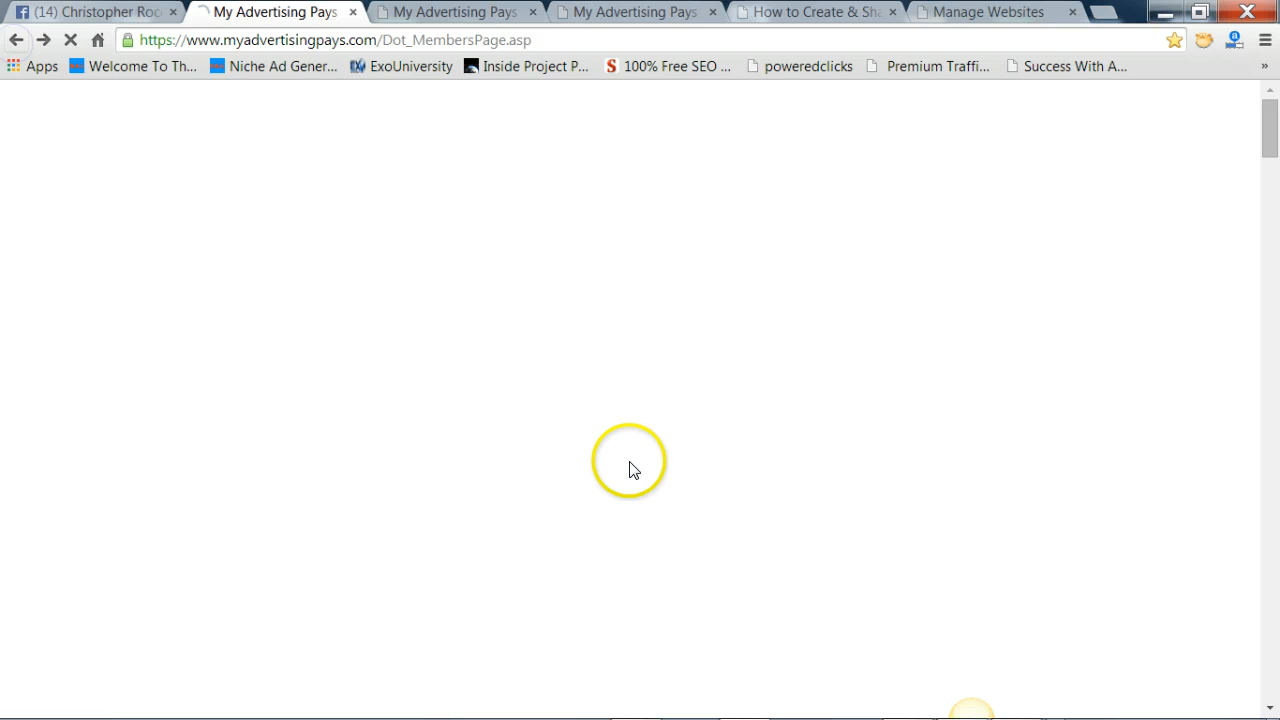 (14) Christopher Roc
My Advertising Pays
My Advertising Pays
My Advertising Pays
How to Create & Sha
Manage Websites
https://www.myadvertisingpays.com/Dot_MembersPage.asp
Apps
Welcome To Th...
Niche Ad Gener...
ExoUniversity
Inside Project P...
100% Free SEO ...
poweredclicks
Premium Traffi...
Success With A...
»